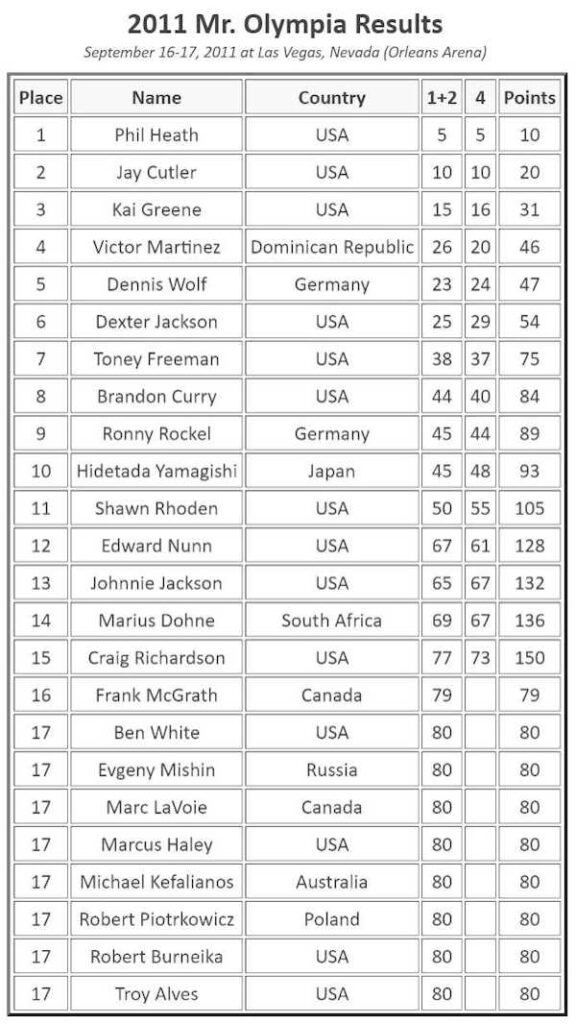 2011 Mr. Olympia Results
September 16-17, 2011 at Las Vegas, Nevada (Orleans Arena)
Place Name Country 1+2 4 Points
1 Phil Heath USA 5 5 10
2 Jay Cutler USA 10 10 20
3 Kai Greene USA 15 16 31
4 Victor Martinez Dominican Republic 26 20 46
5 Dennis Wolf Germany 23 24 47
6 Dexter Jackson USA 25 29 54
7 Toney Freeman USA 38 37 75
8 Brandon Curry USA 44 40 84
9 Ronny Rockel Germany 45 44 89
10 Hidetada Yamagishi Japan 45 48 93
11 Shawn Rhoden USA 50 55 105
12 Edward Nunn USA 67 61 128
13 Johnnie Jackson USA 65 67 132
14 Marius Dohne South Africa 69 67 136
15 Craig Richardson USA 77 73 150
16 Frank McGrath Canada 79 79
17 Ben White USA 80 80
17 Evgeny Mishin Russia 80 80
17 Marc LaVoie Canada 80 80
17 Marcus Haley USA 80 80
17 Michael Kefalianos Australia 80 80
17 Robert Piotrkowicz Poland 80 80
17 Robert Burneika USA 80 80
17 Troy Alves USA 80 80